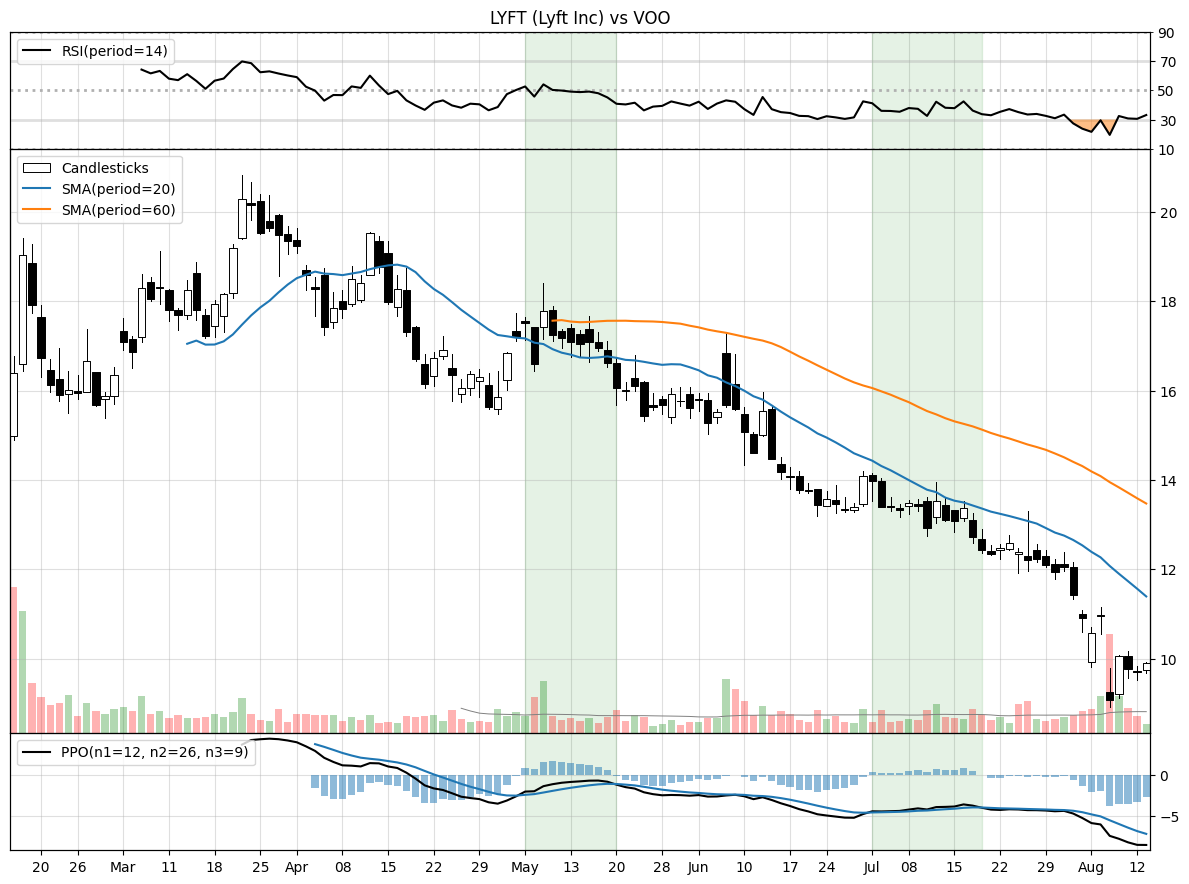 LYFT (Lyft Inc) vs VOO
RSI(period=14)
90
70
50
30
10
Candlesticks
SMA(period=20)
SMA(period=60)
20
18
16
14
12
10
PPO(n1=12, n2=26, n3=9)
0
−5
20 26 Mar 11 18 25 Apr 08 15 22 29 May 13 20 28 Jun 10 17 24 Jul 08 15 22 29 Aug 12